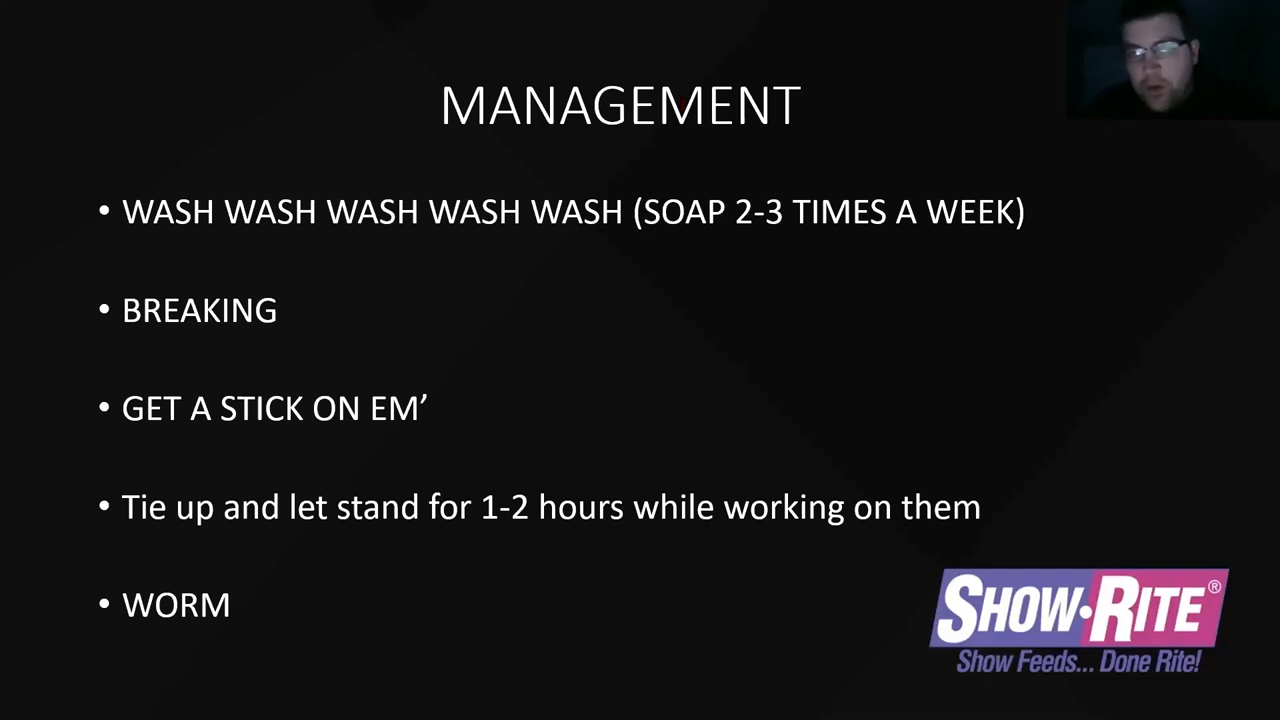 MANAGEMENT
• WASH WASH WASH WASH WASH (SOAP 2-3 TIMES A WEEK)
• BREAKING
• GET A STICK ON EM’
• Tie up and let stand for 1-2 hours while working on them
• WORM
SHOW•RITE®
Show Feeds... Done Rite!